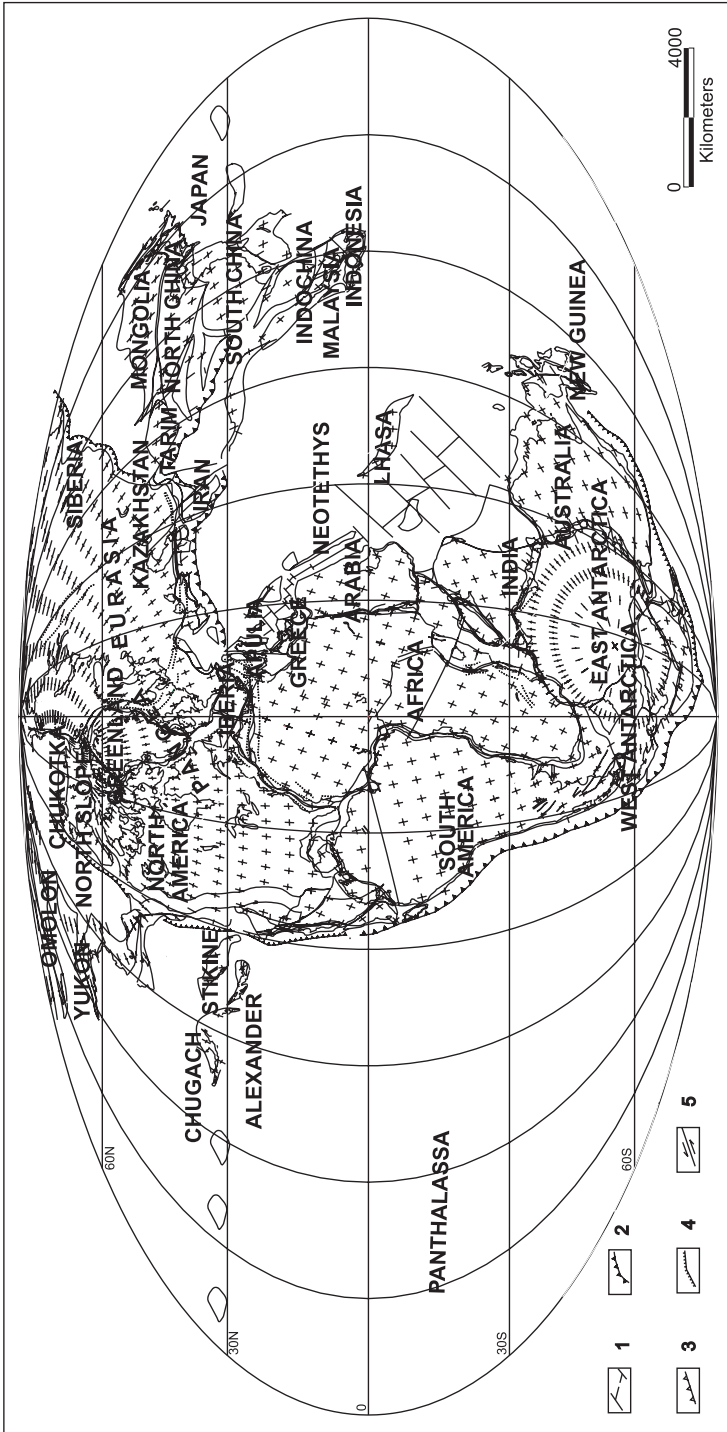 OMOLON
CHUKOTK
YUKON
NORTH SLOPE
GREENLAND
EURASIA
SIBERIA
60N
CHUGACH
STIKINE
ALEXANDER
NORTH
AMERICA
KAZAKHSTAN
MONGOLIA
TARIM
NORTH CHINA
JAPAN
IRAN
SOUTH CHINA
30N
IBERIA
APULIA
GREECE
NEOTETHYS
INDOCHINA
MALAYSIA
INDONESIA
ARABIA
LHASA
0
AFRICA
PANTHALASSA
SOUTH
AMERICA
INDIA
30S
AUSTRALIA
NEW GUINEA
EAST ANTARCTICA
WEST ANTARCTICA
60S
1
2
3
4
5
0
4000
Kilometers